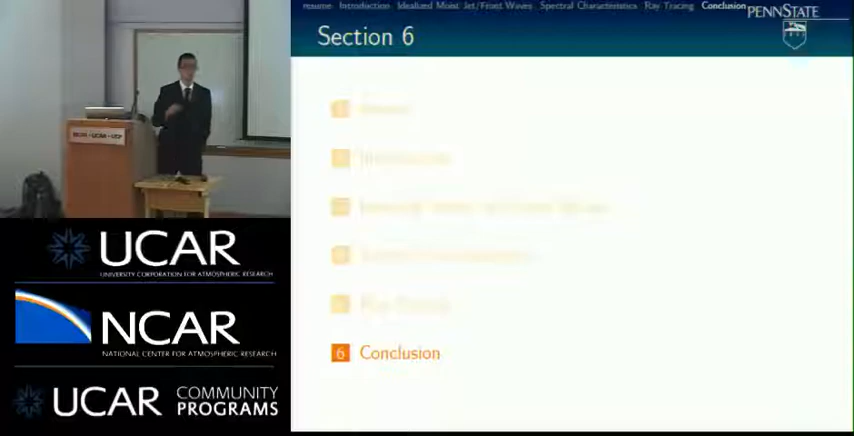 resume Introduction Idealized Moist Jet/Front Waves Spectral Characteristics Ray Tracing Conclusion
PENNSTATE
Section 6
6 Conclusion
UCAR
UNIVERSITY CORPORATION FOR ATMOSPHERIC RESEARCH
NCAR
NATIONAL CENTER FOR ATMOSPHERIC RESEARCH
UCAR
COMMUNITY
PROGRAMS